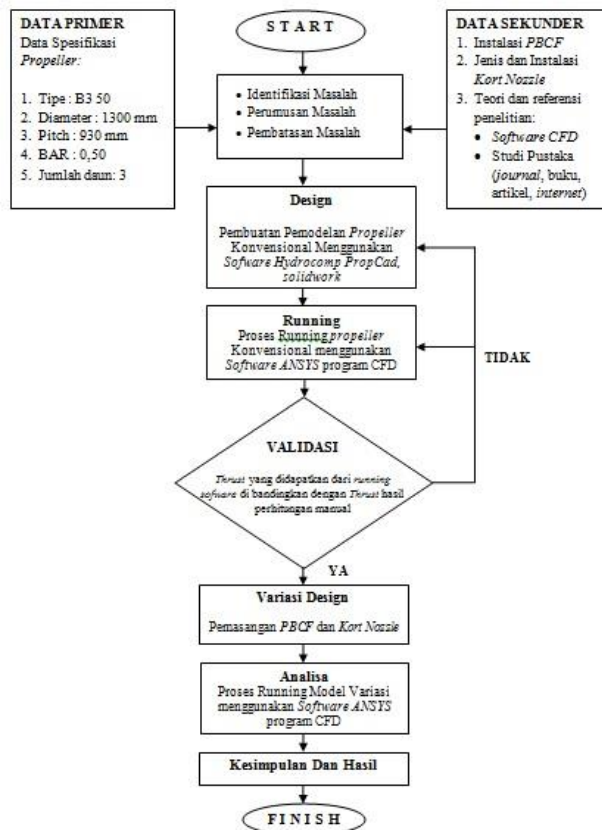 DATA PRIMER
Data Spesifikasi
Propeller:
1. Tipe : B3 50
2. Diameter : 1300 mm
3. Pitch : 930 mm
4. BAR : 0,50
5. Jumlah daun: 3
S T A R T
• Identifikasi Masalah
• Perumusan Masalah
• Pembatasan Masalah
DATA SEKUNDER
1. Instalasi PBCF
2. Jenis dan Instalasi
Kort Nozzle
3. Teori dan referensi
penelitian:
• Software CFD
• Studi Pustaka
(journal, buku,
artikel, internet)
Design
Pembuatan Pemodelan Propeller
Konvensional Menggunakan
Sofware Hydrocomp PropCad,
solidwork
Running
Proses Running propeller
Konvensional menggunakan
Software ANSYS program CFD
TIDAK
VALIDASI
Thrust yang didapatkan dari running
sofware di bandingkan dengan Thrust hasil
perhitungan manual
YA
Variasi Design
Pemasangan PBCF dan Kort Nozzle
Analisa
Proses Running Model Variasi
menggunakan Software ANSYS
program CFD
Kesimpulan Dan Hasil
F I N I S H